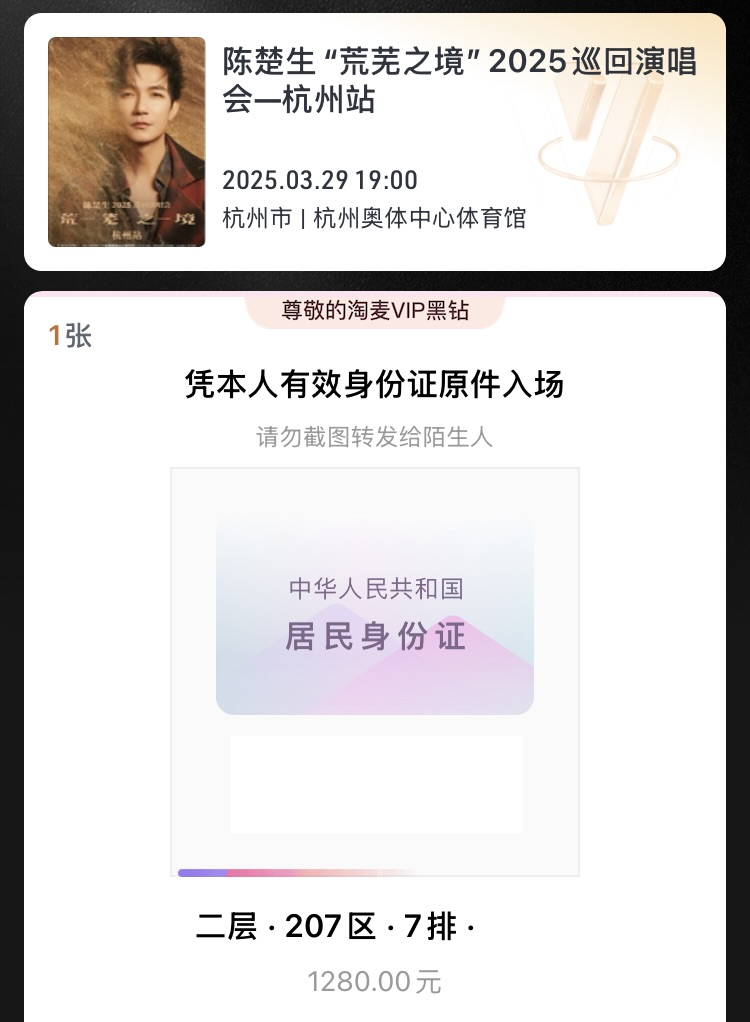 陈楚生“荒芜之境”2025巡回演唱
会—杭州站
2025.03.29 19:00
杭州市 | 杭州奥体中心体育馆
陈楚生 2025 巡回演唱会
荒芜之境
杭州站
尊敬的淘麦VIP黑钻
1张
凭本人有效身份证原件入场
请勿截图转发给陌生人
中华人民共和国
居民身份证
二层 · 207区 · 7排 ·
1280.00元